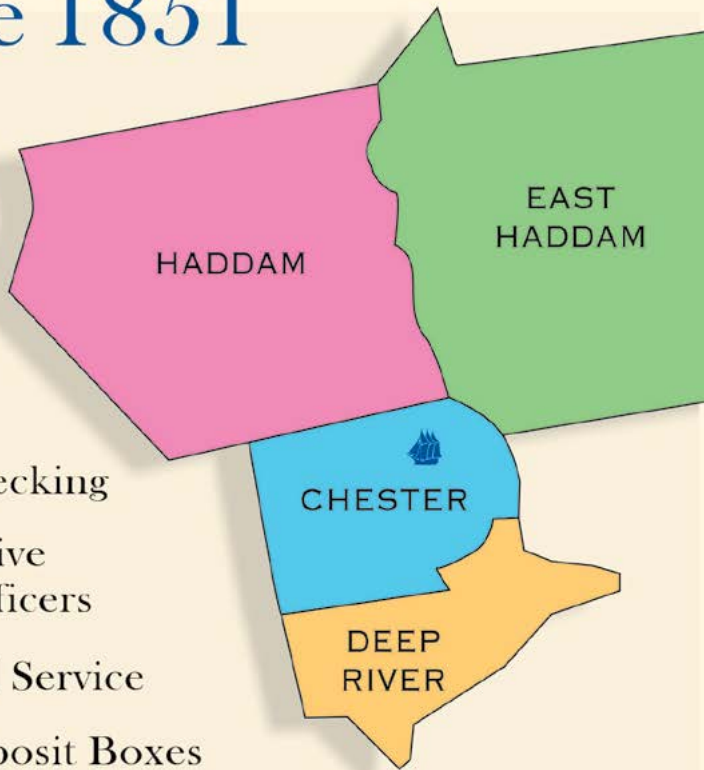 e 1851
HADDAM
EAST
HADDAM
CHESTER
DEEP
RIVER
ecking
ive
ficers
Service
posit Boxes